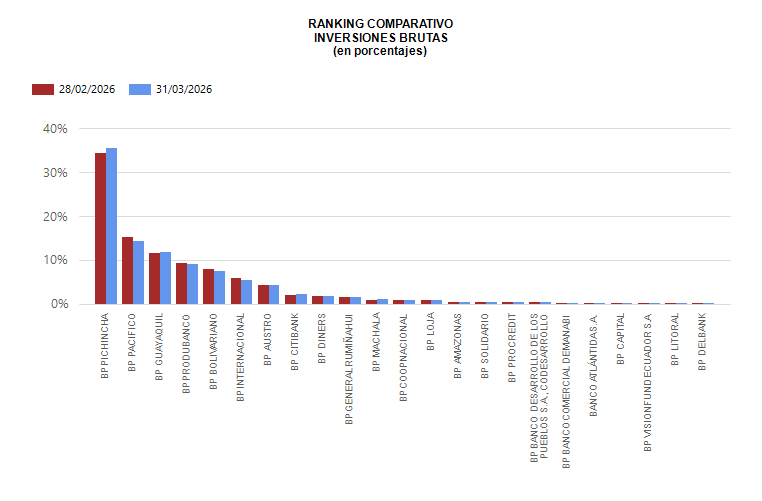 RANKING COMPARATIVO
INVERSIONES BRUTAS
(en porcentajes)
28/02/2026
31/03/2026
40%
30%
20%
10%
0%
BP PICHINCHA
BP PACIFICO
BP GUAYAQUIL
BP PRODUBANCO
BP BOLIVARIANO
BP INTERNACIONAL
BP AUSTRO
BP CITIBANK
BP DINERS
BP GENERAL RUMIÑAHUI
BP MACHALA
BP COOPNACIONAL
BP LOJA
BP AMAZONAS
BP SOLIDARIO
BP PROCREDIT
BP BANCO DESARROLLO DE LOS
PUEBLOS S.A., CODESARROLLO
BP BANCO COMERCIAL DE MANABI
BANCO ATLANTIDA S.A.
BP CAPITAL
BP VISIONFUND ECUADOR S.A
BP LITORAL
BP DELBANK